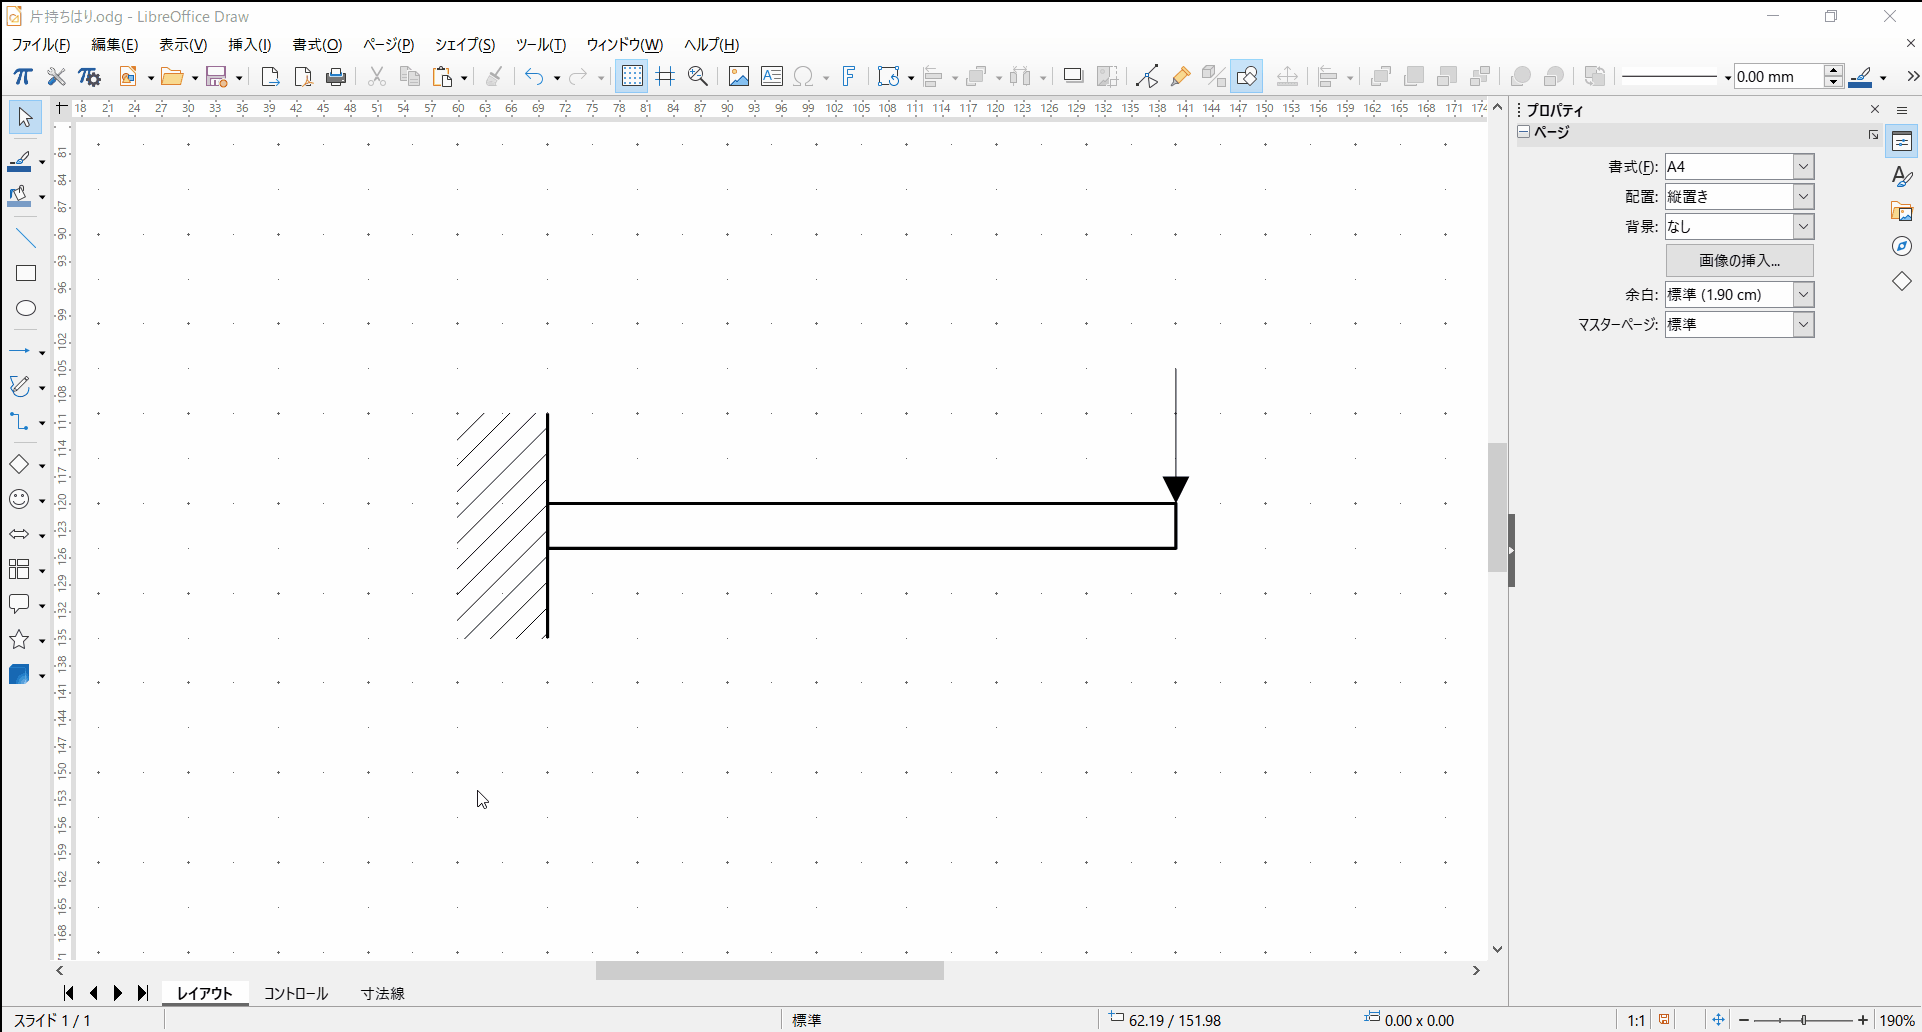 片持ちはり.odg - LibreOffice Draw
ファイル(F) 編集(E) 表示(V) 挿入(I) 書式(O) ページ(P) シェイプ(S) ツール(T) ウィンドウ(W) ヘルプ(H)
0.00 mm
18 21 24 27 30 33 36 39 42 45 48 51 54 57 60 63 66 69 72 75 78 81 84 87 90 93 96 99 102 105 108 111 114 117 120 123 126 129 132 135 138 141 144 147 150 153 156 159 162 165 168 171 174
81
84
87
90
93
96
99
102
105
108
111
114
117
120
123
126
129
132
135
138
141
144
147
150
153
156
159
162
165
168
プロパティ
ページ
書式(F): A4
配置: 縦置き
背景: なし
画像の挿入...
余白: 標準 (1.90 cm)
マスターページ: 標準
レイアウト コントロール 寸法線
スライド 1 / 1 標準 62.19 / 151.98 0.00 x 0.00 1:1 190%